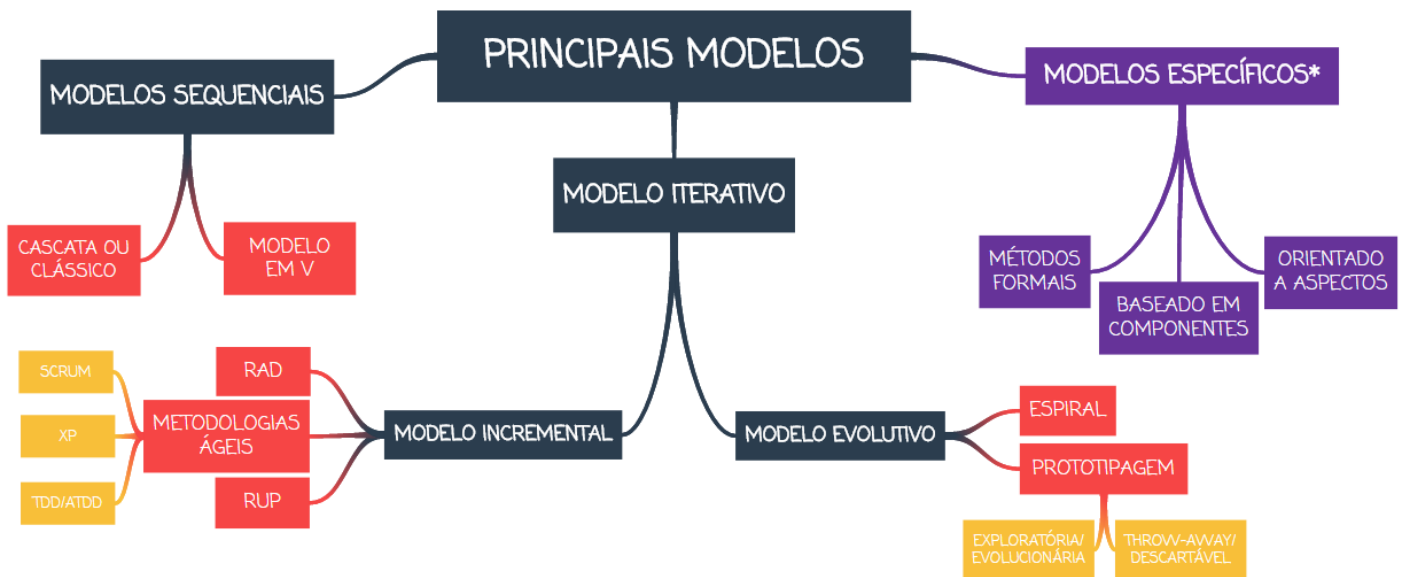 PRINCIPAIS MODELOS
MODELOS SEQUENCIAIS
MODELOS ESPECÍFICOS*
MODELO ITERATIVO
CASCATA OU
CLÁSSICO
MODELO
EM V
MÉTODOS
FORMAIS
BASEADO EM
COMPONENTES
ORIENTADO
A ASPECTOS
SCRUM
XP
TDD/ATDD
METODOLOGIAS
ÁGEIS
RAD
RUP
MODELO INCREMENTAL
MODELO EVOLUTIVO
ESPIRAL
PROTOTIPAGEM
EXPLORATÓRIA/
EVOLUCIONÁRIA
THROW-AWAY/
DESCARTÁVEL